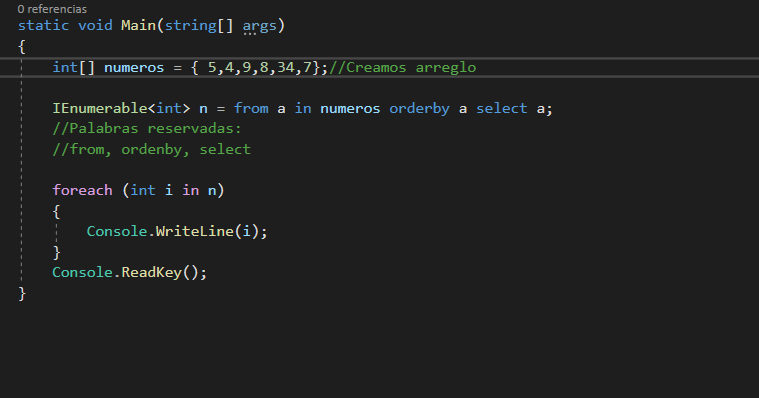 0 referencias
static void Main(string[] args)
{
int[] numeros = { 5,4,9,8,34,7};//Creamos arreglo
IEnumerable<int> n = from a in numeros orderby a select a;
//Palabras reservadas:
//from, ordenby, select
foreach (int i in n)
{
Console.WriteLine(i);
}
Console.ReadKey();
}